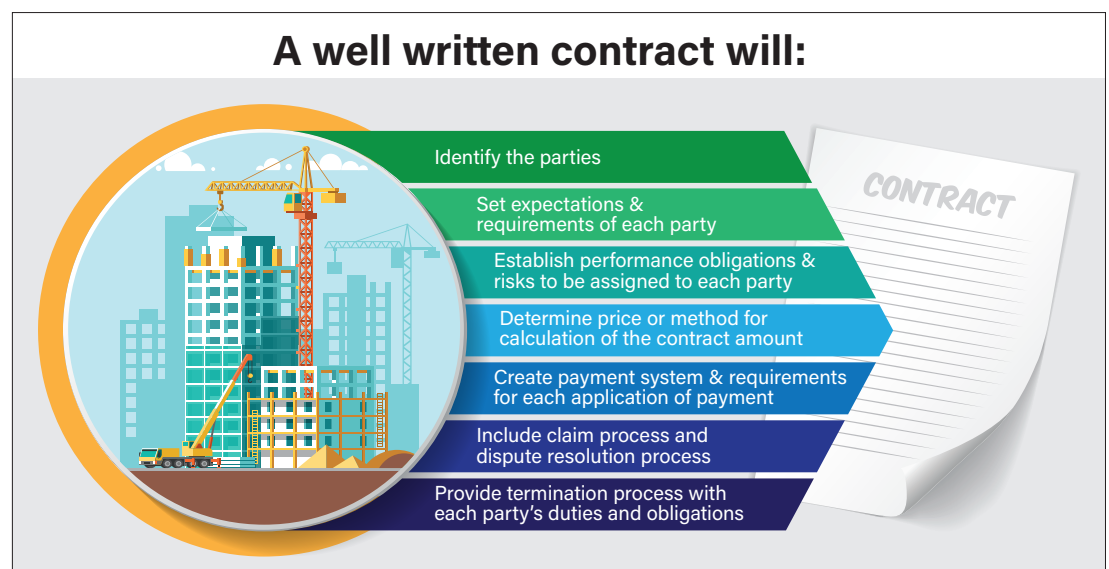 A well written contract will:
Identify the parties
Set expectations &
requirements of each party
Establish performance obligations &
risks to be assigned to each party
Determine price or method for
calculation of the contract amount
Create payment system & requirements
for each application of payment
Include claim process and
dispute resolution process
Provide termination process with
each party's duties and obligations
CONTRACT